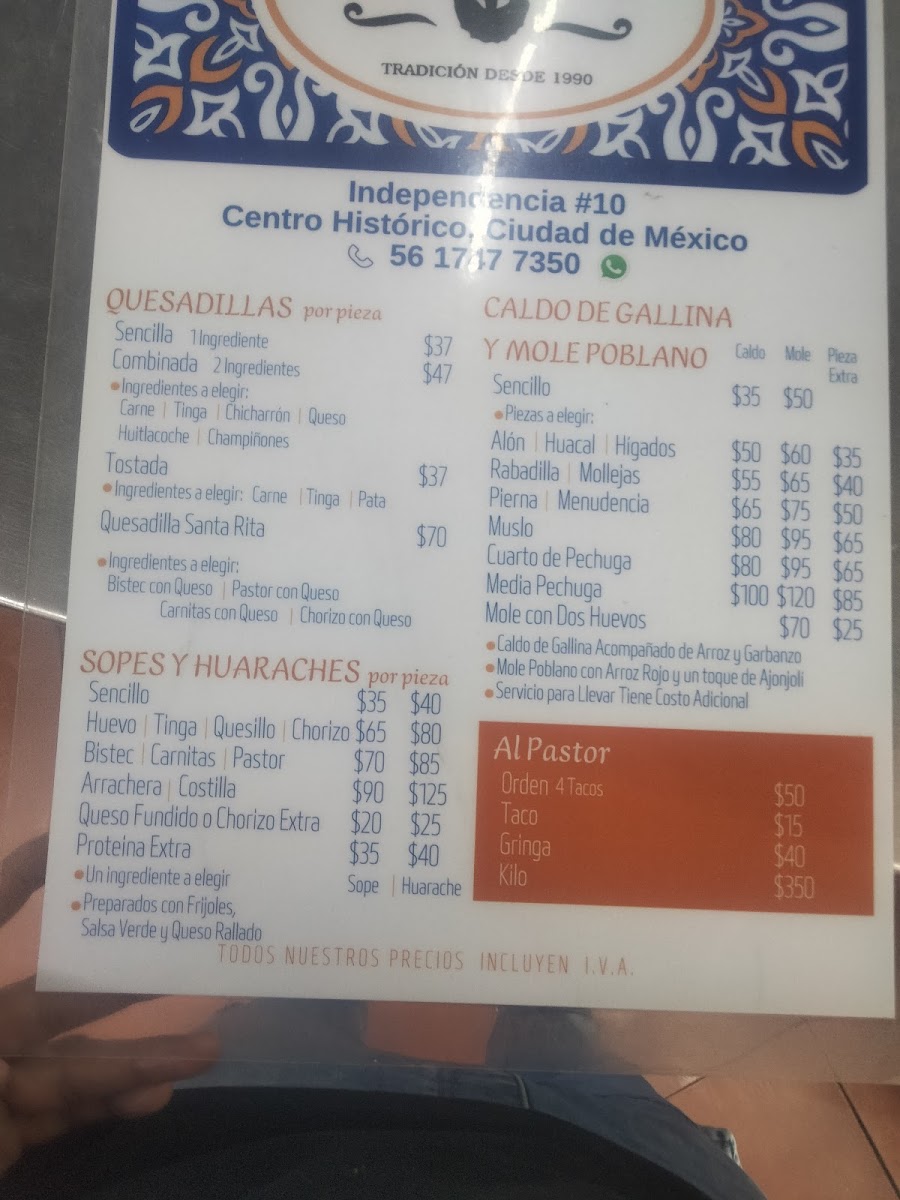 TRADICIÓN DESDE 1990
Independencia #10
Centro Histórico, Ciudad de México
56 1747 7350
QUESADILLAS por pieza
Sencilla 1 Ingrediente $37
Combinada 2 Ingredientes $47
•Ingredientes a elegir:
Carne | Tinga | Chicharrón | Queso
Huitlacoche | Champiñones
Tostada $37
•Ingredientes a elegir: Carne | Tinga | Pata
Quesadilla Santa Rita $70
•Ingredientes a elegir:
Bistec con Queso | Pastor con Queso
Carnitas con Queso | Chorizo con Queso
SOPES Y HUARACHES por pieza
Sencillo $35 $40
Huevo | Tinga | Quesillo | Chorizo $65 $80
Bistec | Carnitas | Pastor $70 $85
Arrachera | Costilla $90 $125
Queso Fundido o Chorizo Extra $20 $25
Proteína Extra $35 $40
•Un ingrediente a elegir Sope | Huarache
•Preparados con Frijoles,
Salsa Verde y Queso Rallado
CALDO DE GALLINA
Y MOLE POBLANO Caldo Mole Pieza
Extra
Sencillo $35 $50
•Piezas a elegir:
Alón | Huacal | Hígados $50 $60 $35
Rabadilla | Mollejas $55 $65 $40
Pierna | Menudencia $65 $75 $50
Muslo $80 $95 $65
Cuarto de Pechuga $80 $95 $65
Media Pechuga $100 $120 $85
Mole con Dos Huevos $70 $25
•Caldo de Gallina Acompañado de Arroz y Garbanzo
•Mole Poblano con Arroz Rojo y un toque de Ajonjoli
•Servicio para Llevar Tiene Costo Adicional
Al Pastor
Orden 4 Tacos $50
Taco $15
Gringa $40
Kilo $350
TODOS NUESTROS PRECIOS INCLUYEN I.V.A.